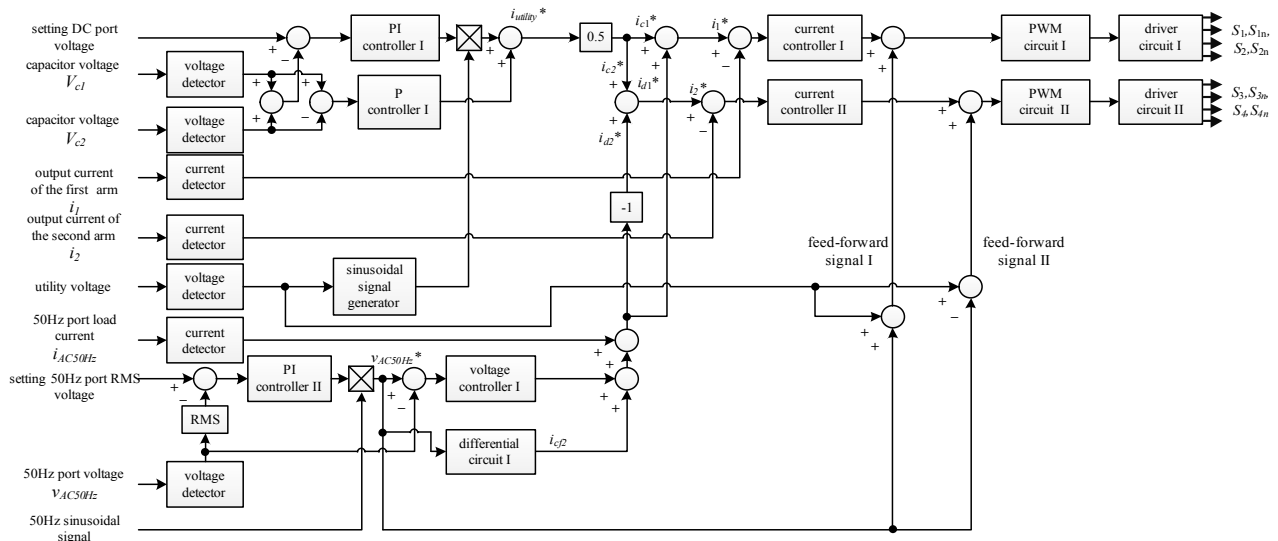 setting DC port
voltage
capacitor voltage
Vc1
voltage
detector
capacitor voltage
Vc2
voltage
detector
output current
of the first arm
i1
current
detector
output current of
the second arm
i2
current
detector
utility voltage
voltage
detector
50Hz port load
current
iAC50Hz
current
detector
setting 50Hz port RMS
voltage
RMS
50Hz port voltage
vAC50Hz
voltage
detector
50Hz sinusoidal
signal
+
−
+
+
+
−
PI
controller I
P
controller I
+
+
iutility*
0.5
ic1*
ic2*
+
+
id1*
+
+
id2*
-1
i1*
+
−
i2*
+
−
current
controller I
current
controller II
+
+
+
+
PWM
circuit I
PWM
circuit II
driver
circuit I
driver
circuit II
S1,S1n,
S2,S2n
S3,S3n,
S4,S4n
sinusoidal
signal
generator
feed-forward
signal I
feed-forward
signal II
+
+
+
−
+
−
PI
controller II
vAC50Hz*
+
−
voltage
controller I
differential
circuit I
icf2
+
+
+
+